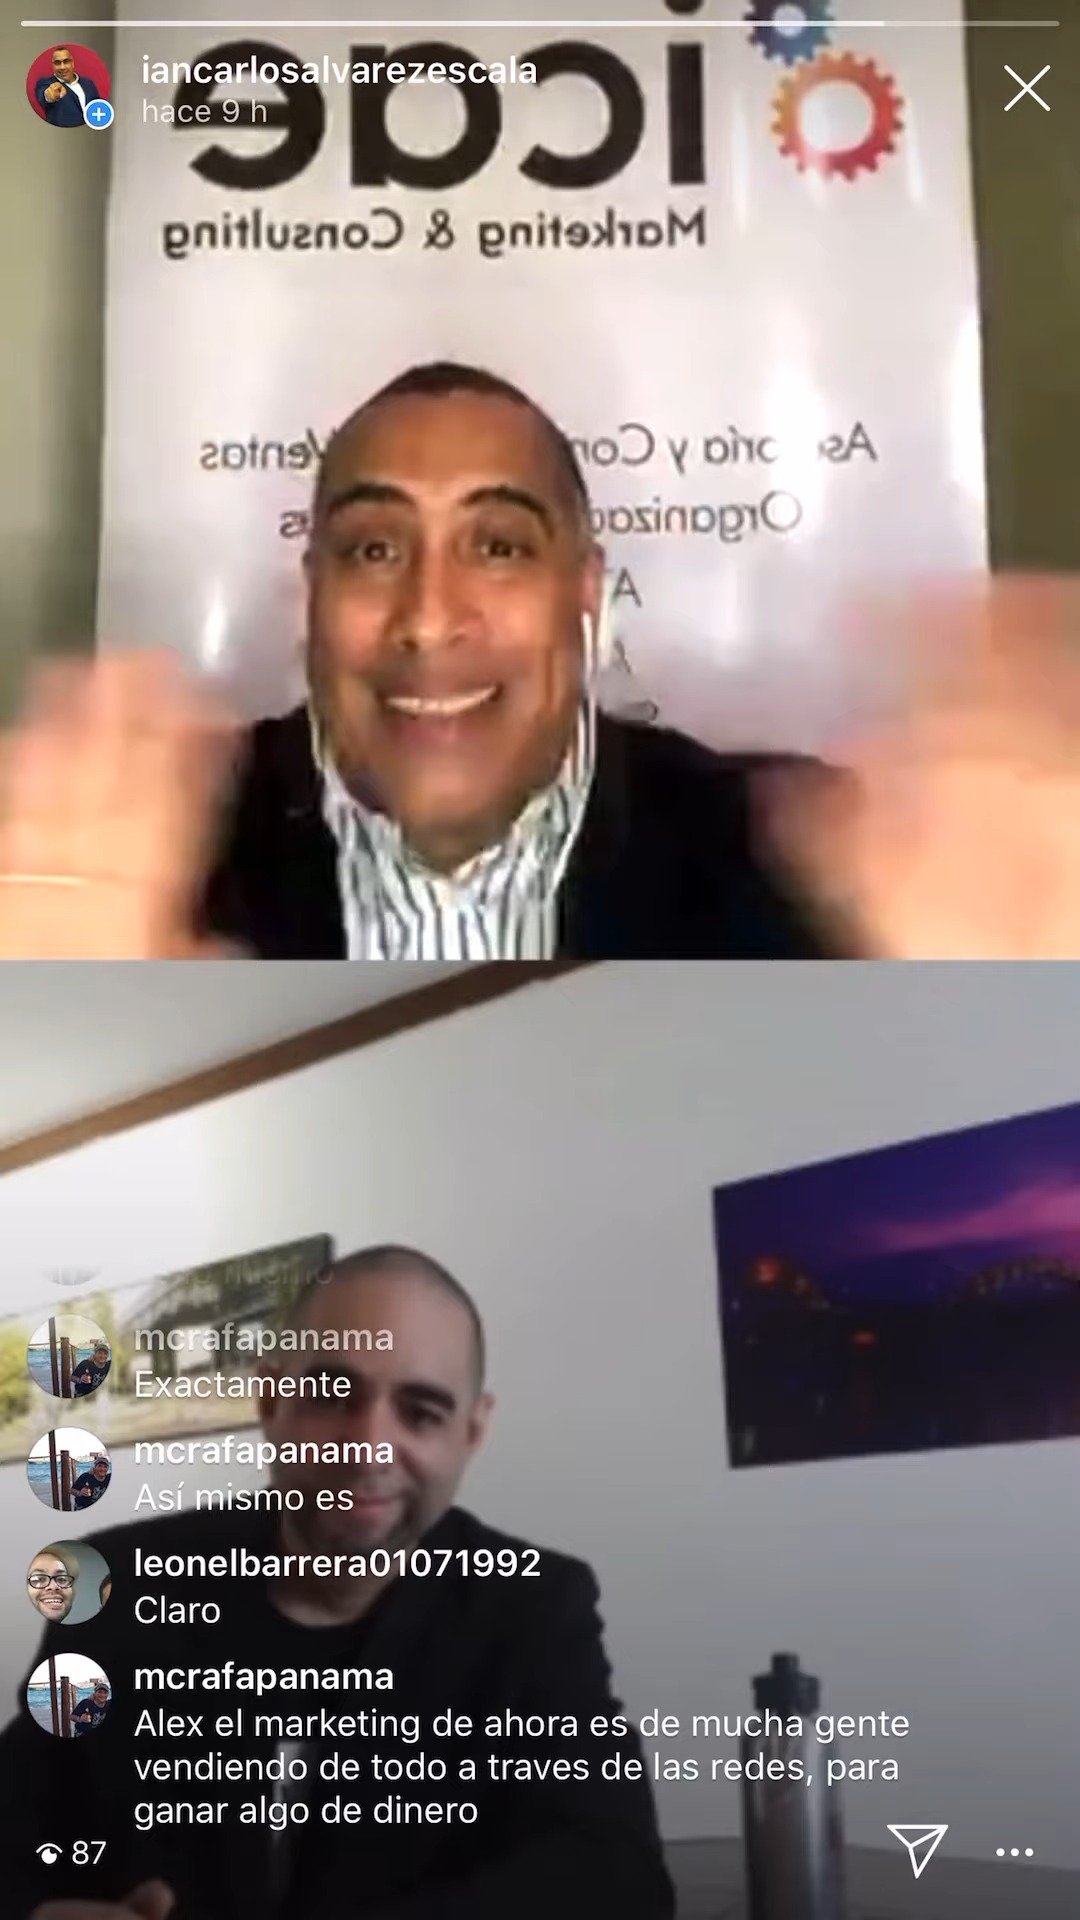 iancarlosalvarezescala
hace 9 h
icae
Marketing & Consulting
mcrafapanama
Exactamente
mcrafapanama
Así mismo es
leonelbarrera01071992
Claro
mcrafapanama
Alex el marketing de ahora es de mucha gente
vendiendo de todo a traves de las redes, para
ganar algo de dinero
87